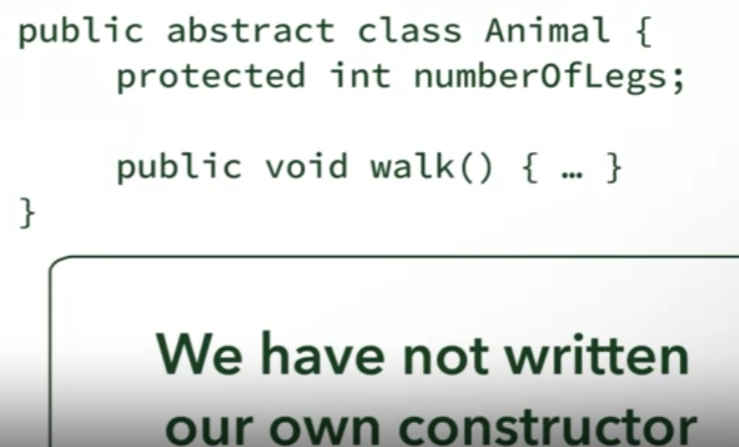 public abstract class Animal {
protected int numberOfLegs;
public void walk() { … }
}
We have not written
our own constructor